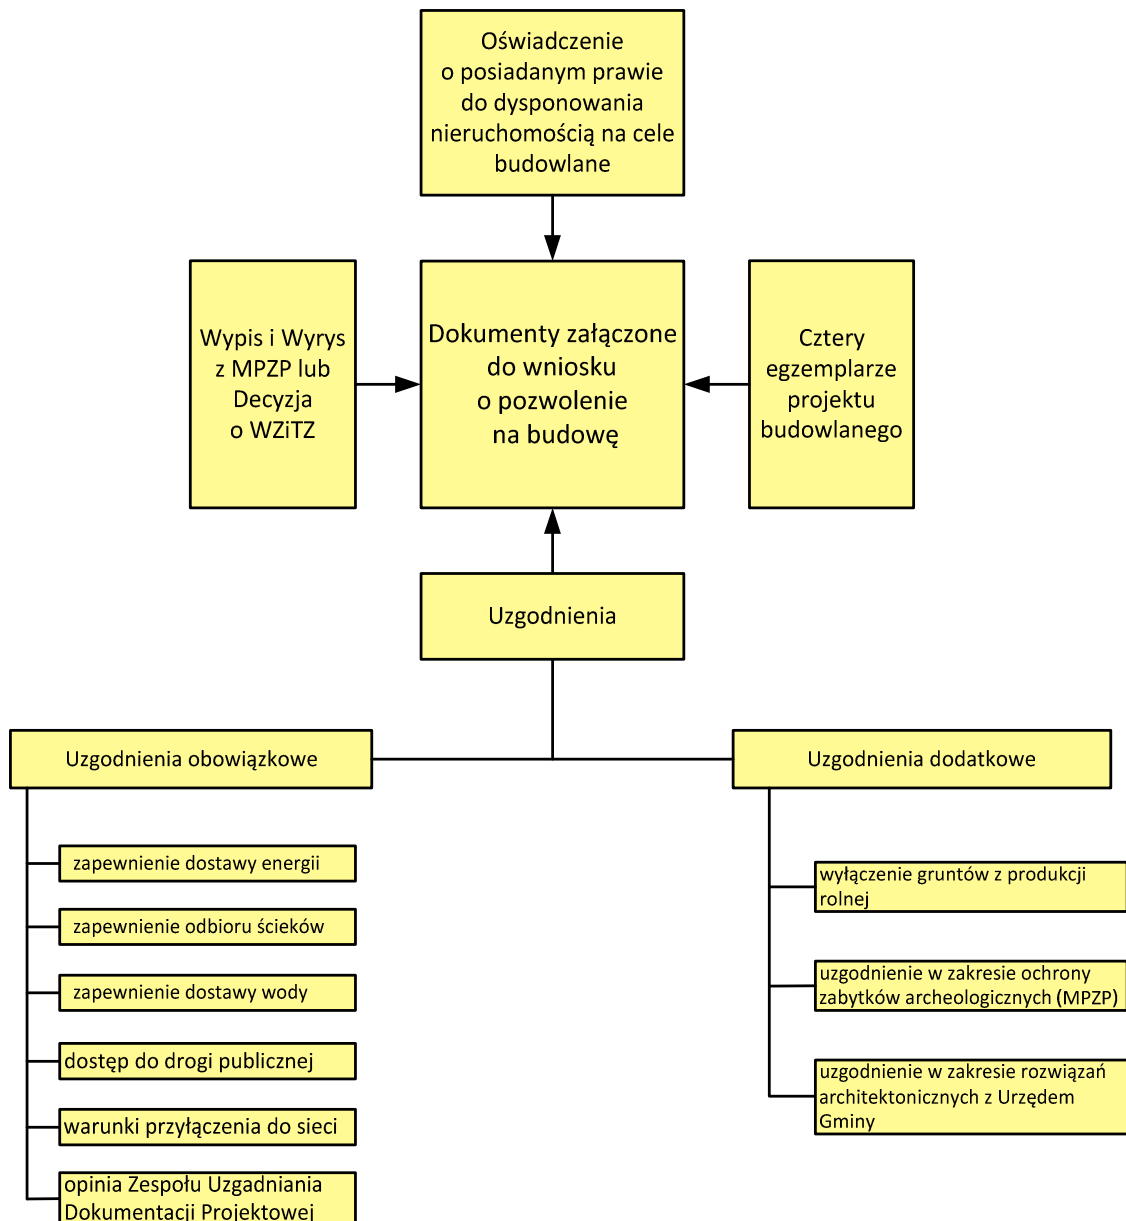 Oświadczenie
o posiadanym prawie
do dysponowania
nieruchomością na cele
budowlane
Wypis i Wyrys
z MPZP lub
Decyzja
o WZiTZ
Dokumenty załączone
do wniosku
o pozwolenie
na budowę
Cztery
egzemplarze
projektu
budowlanego
Uzgodnienia
Uzgodnienia obowiązkowe
zapewnienie dostawy energii
zapewnienie odbioru ścieków
zapewnienie dostawy wody
dostęp do drogi publicznej
warunki przyłączenia do sieci
opinia Zespołu Uzgadniania
Dokumentacji Projektowej
Uzgodnienia dodatkowe
wyłączenie gruntów z produkcji
rolnej
uzgodnienie w zakresie ochrony
zabytków archeologicznych (MPZP)
uzgodnienie w zakresie rozwiązań
architektonicznych z Urzędem
Gminy